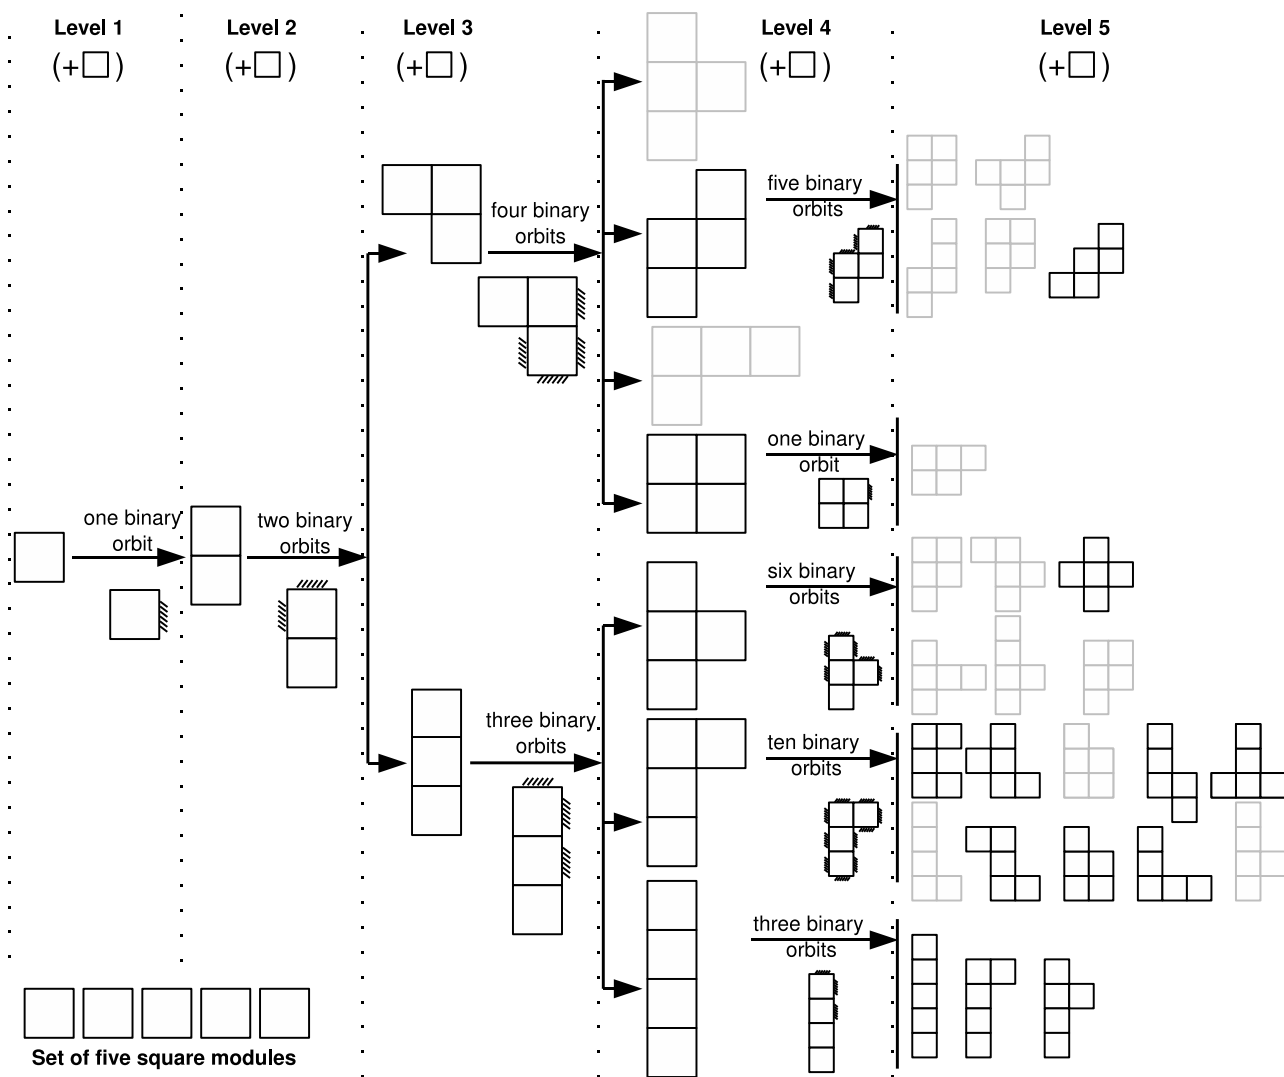 Level 1
Level 2
Level 3
Level 4
Level 5
(+ )
(+ )
(+ )
(+ )
(+ )
five binary
orbits
four binary
orbits
one binary
orbit
one binary
orbit
two binary
orbits
six binary
orbits
three binary
orbits
ten binary
orbits
three binary
orbits
Set of five square modules